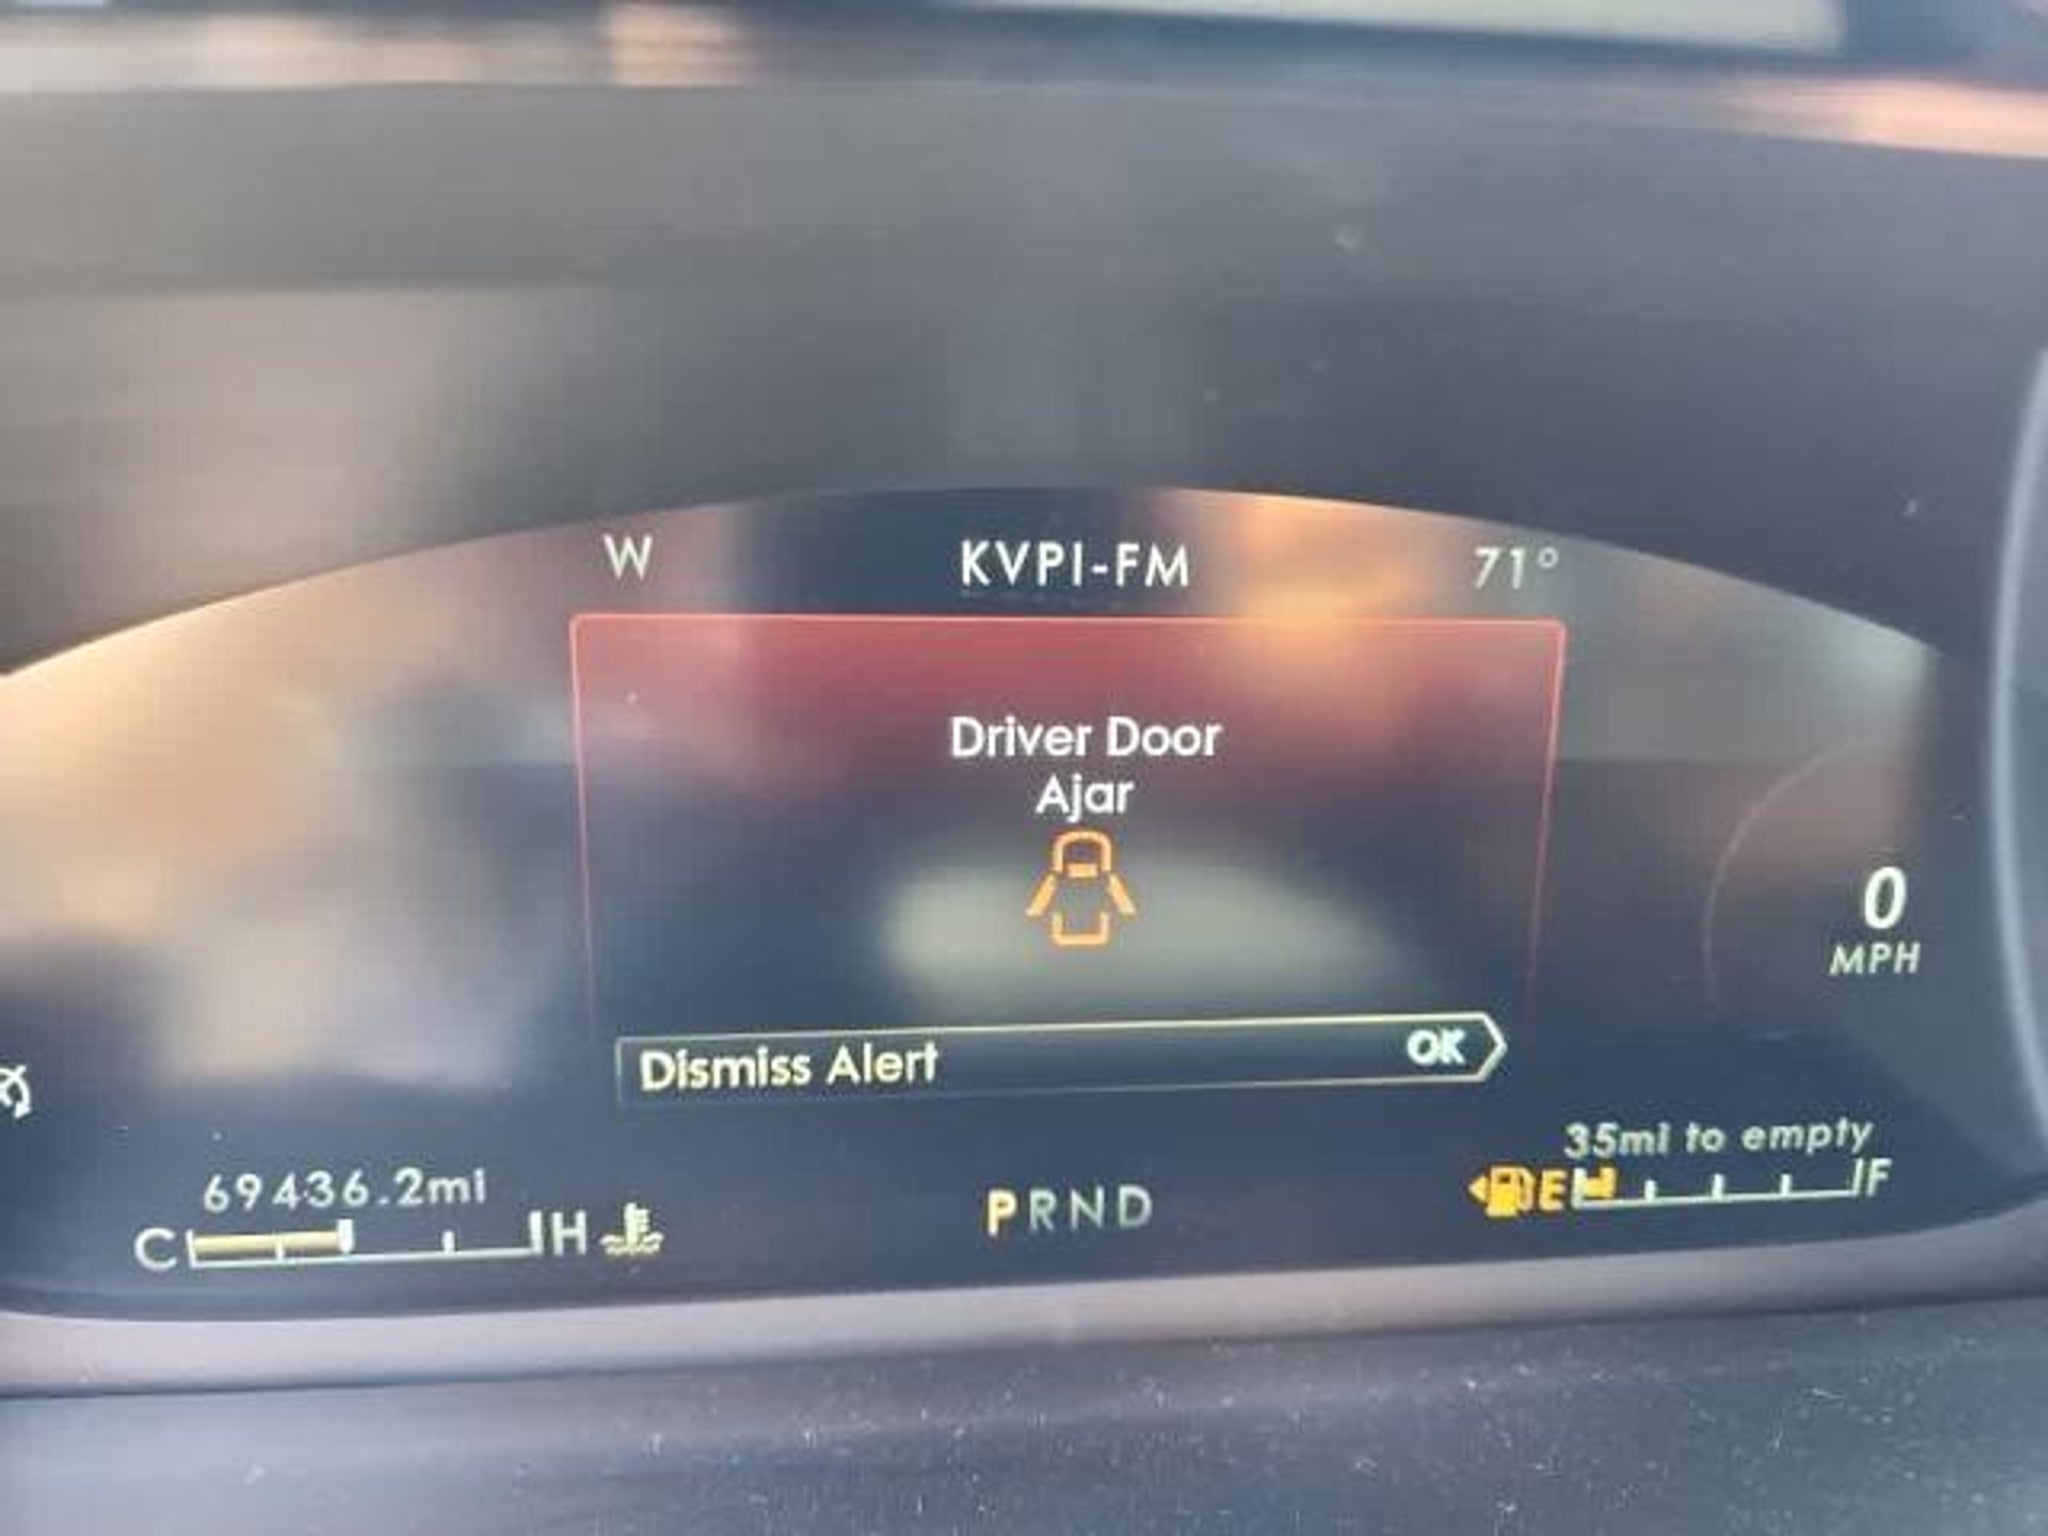 W KVPI-FM 71°
Driver Door
Ajar
0
MPH
Dismiss Alert OK
35mi to empty
69436.2mi
C H PRND E F